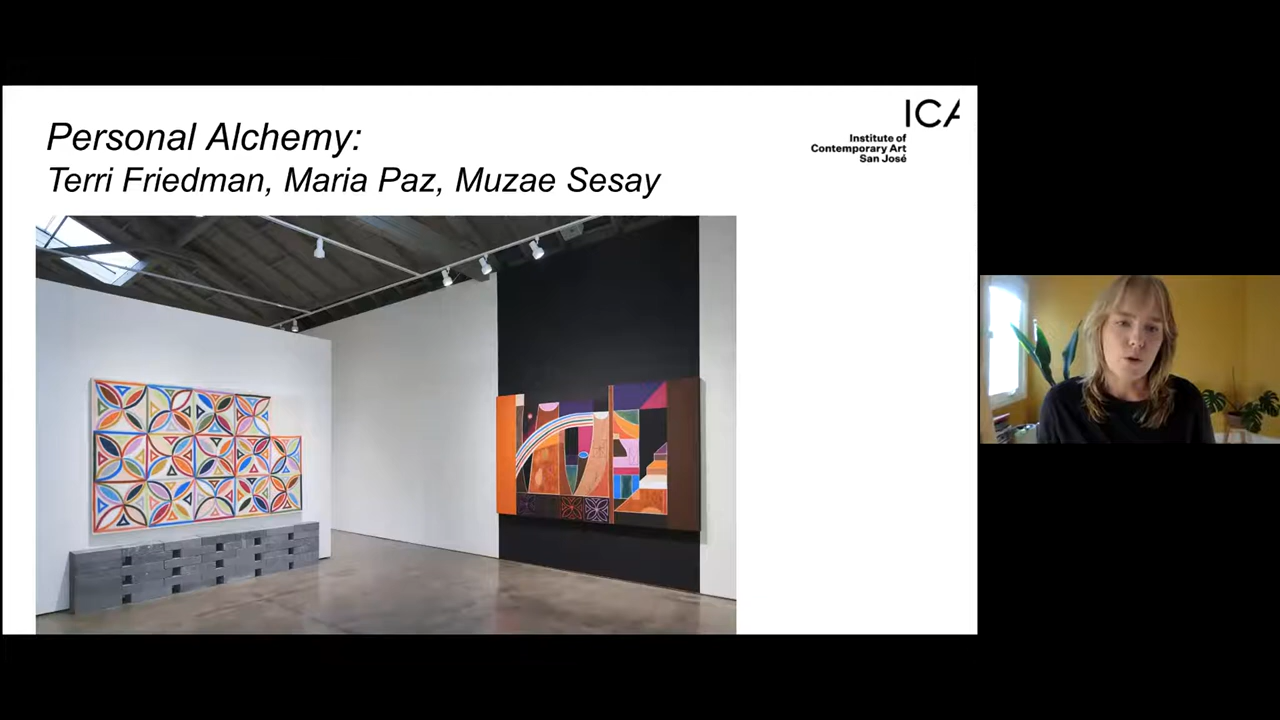 Personal Alchemy:
Terri Friedman, Maria Paz, Muzae Sesay
ICA
Institute of
Contemporary Art
San José